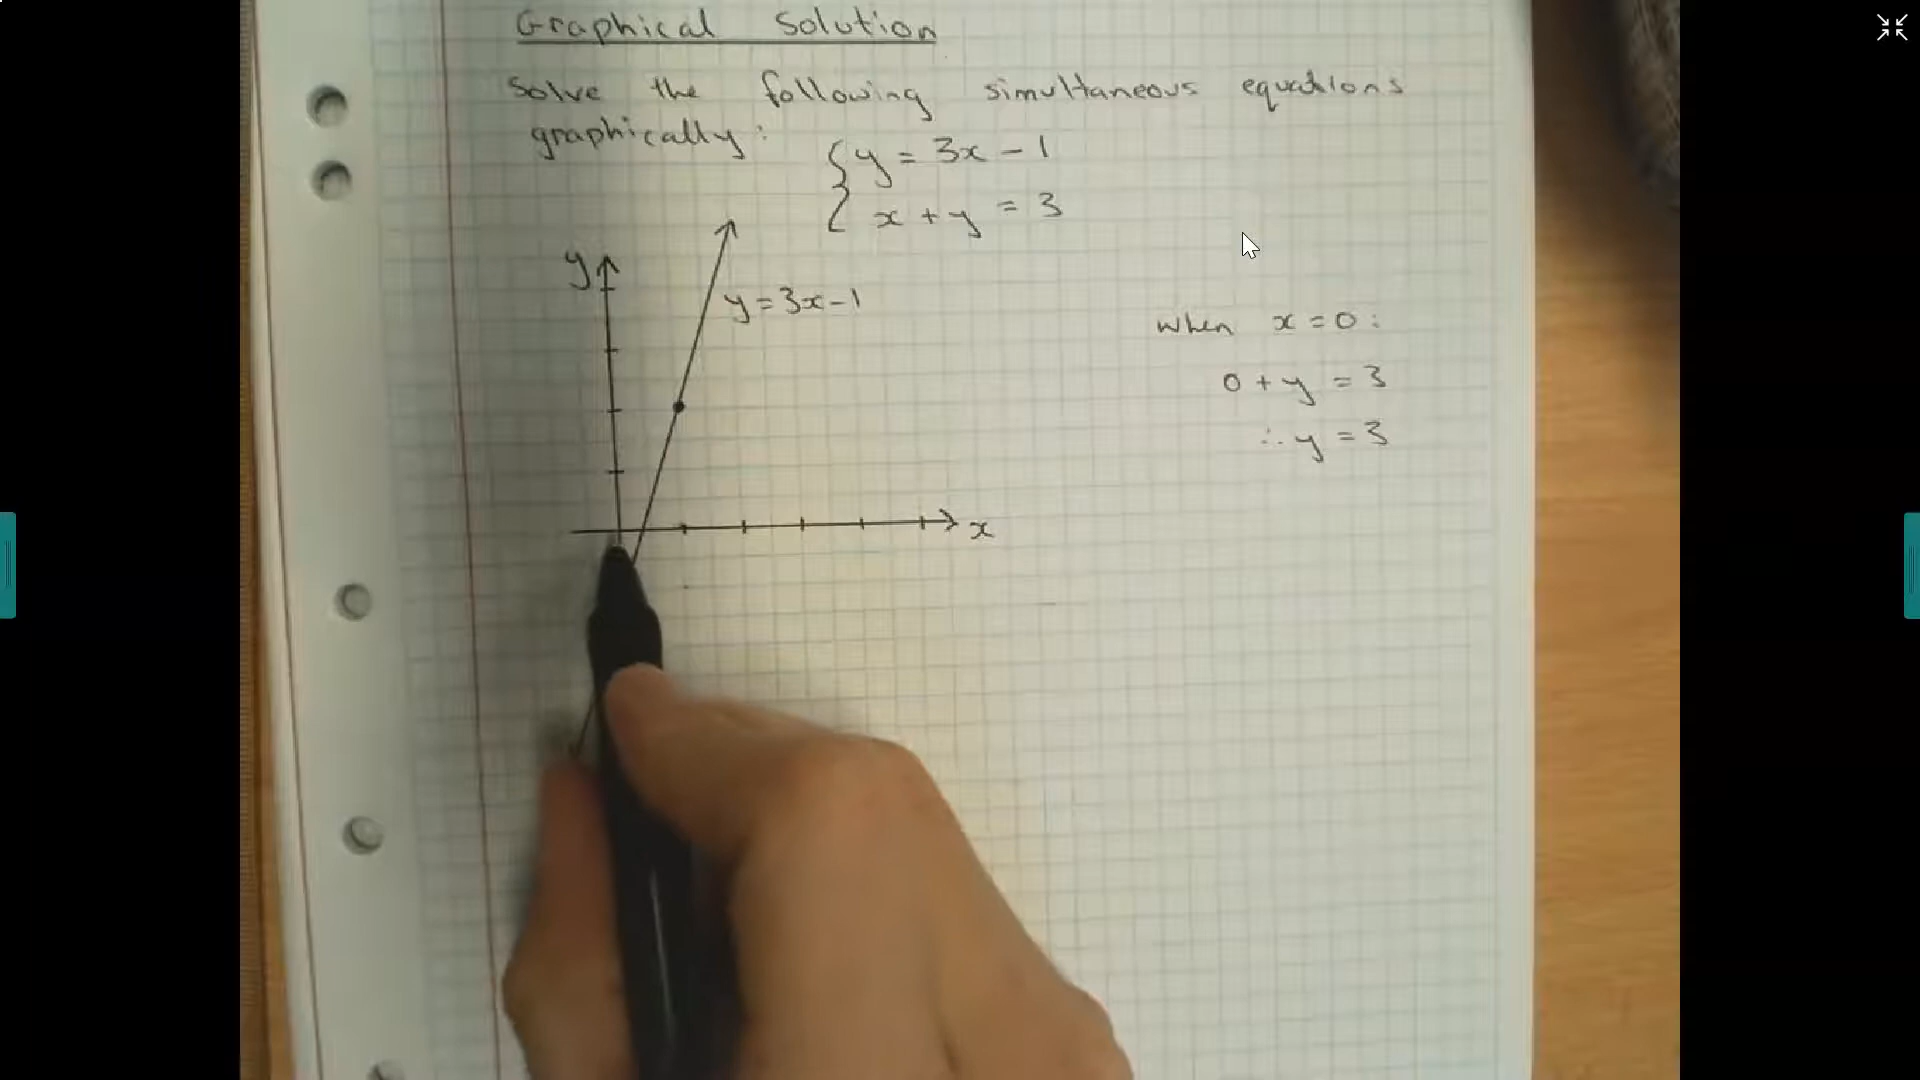 Graphical Solution
Solve the following simultaneous equations
graphically:
y = 3x - 1
x + y = 3
y
y = 3x - 1
when x = 0 :
0 + y = 3
∴ y = 3
x